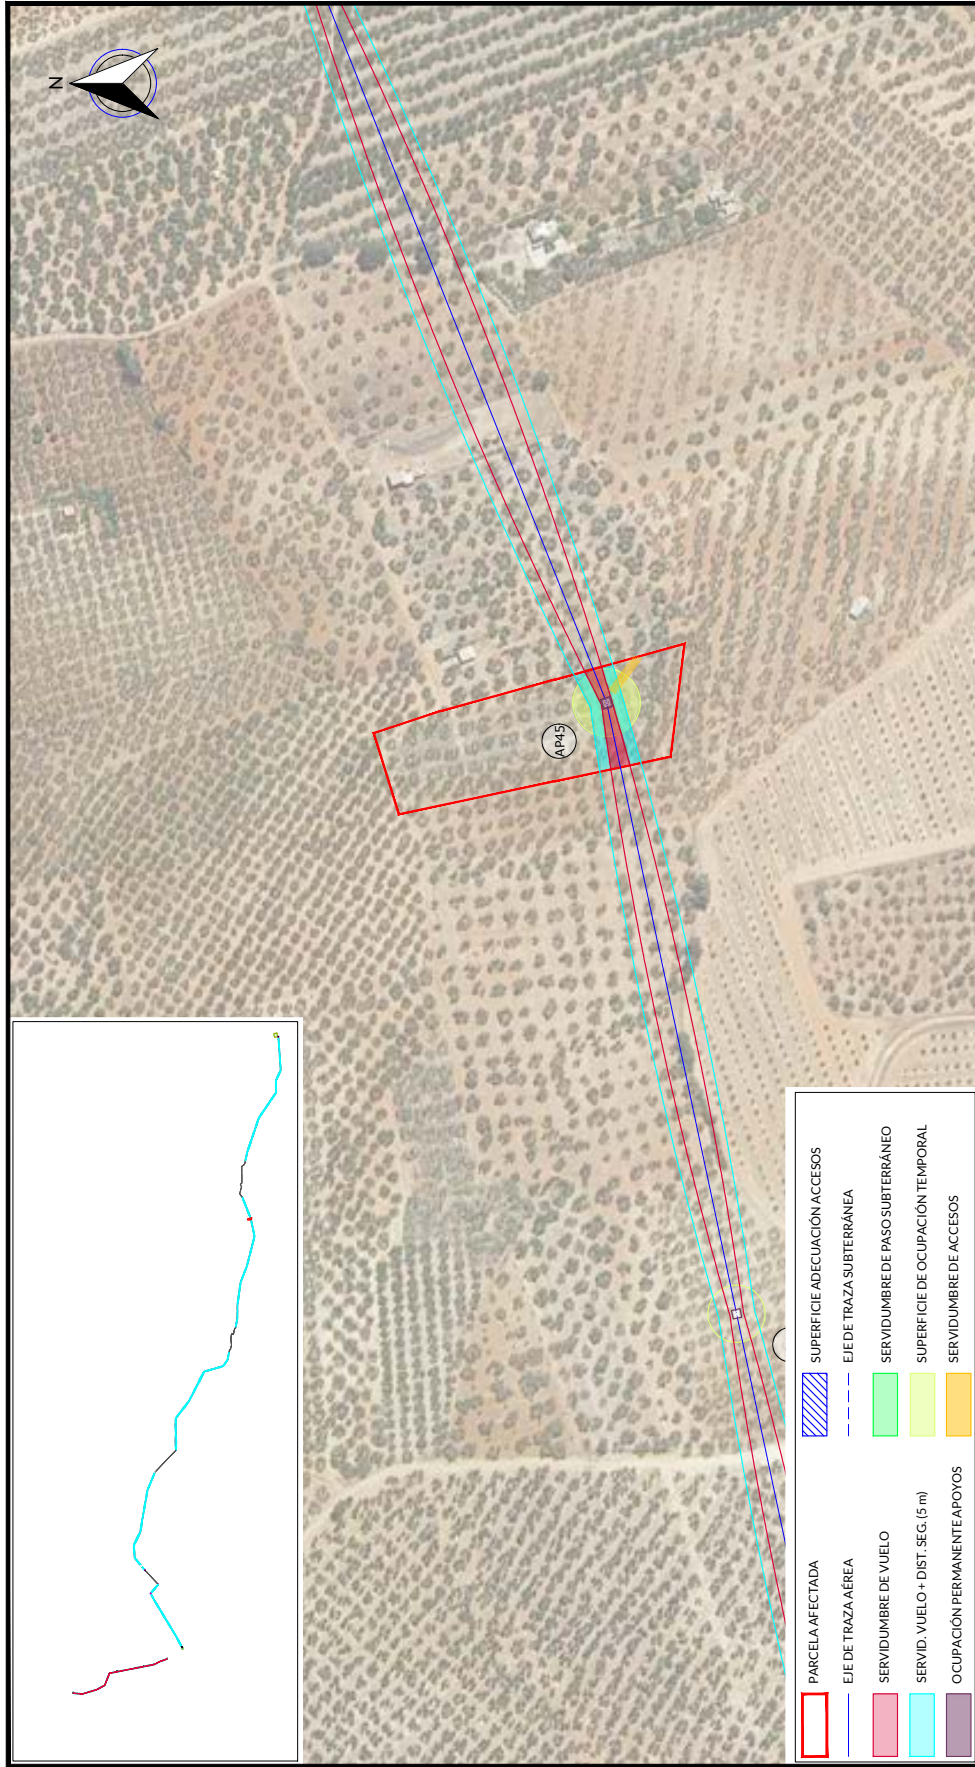 N
AP45
PARCELA AFECTADA
EJE DE TRAZA AÉREA
SERVIDUMBRE DE VUELO
SERVID. VUELO + DIST. SEG. (5 m)
OCUPACIÓN PERMANENTE APOYOS
SUPERFICIE ADECUACIÓN ACCESOS
EJE DE TRAZA SUBTERRÁNEA
SERVIDUMBRE DE PASO SUBTERRÁNEO
SUPERFICIE DE OCUPACIÓN TEMPORAL
SERVIDUMBRE DE ACCESOS